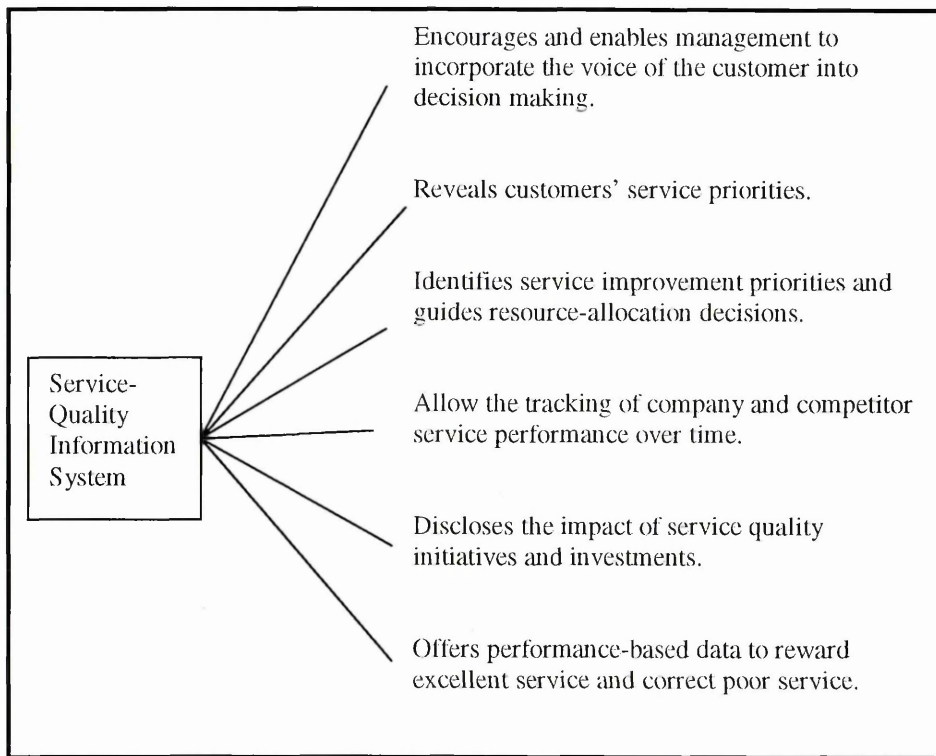 Encourages and enables management to
incorporate the voice of the customer into
decision making.
Reveals customers’ service priorities.
Identifies service improvement priorities and
guides resource-allocation decisions.
Service-
Quality
Information
System
Allow the tracking of company and competitor
service performance over time.
Discloses the impact of service quality
initiatives and investments.
Offers performance-based data to reward
excellent service and correct poor service.